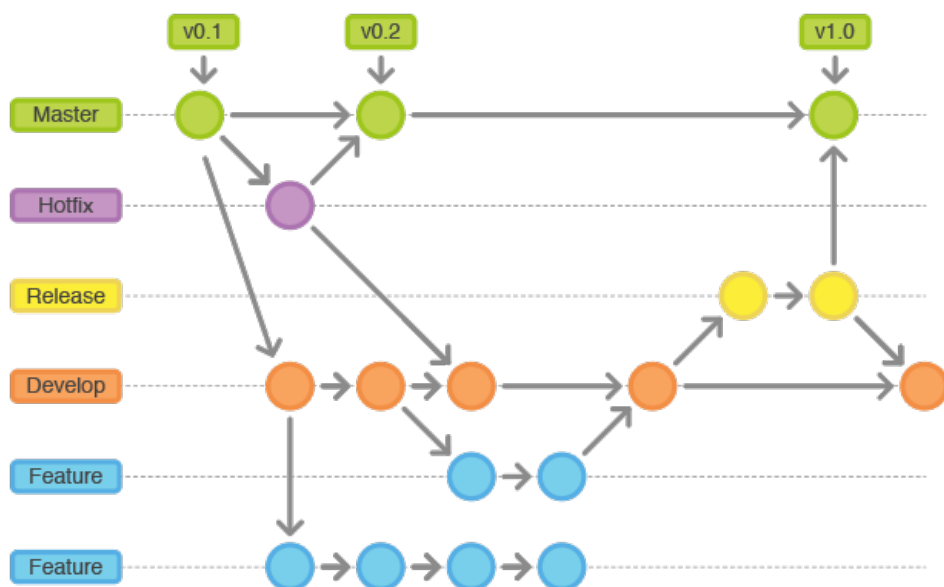 v0.1
v0.2
v1.0
Master
Hotfix
Release
Develop
Feature
Feature